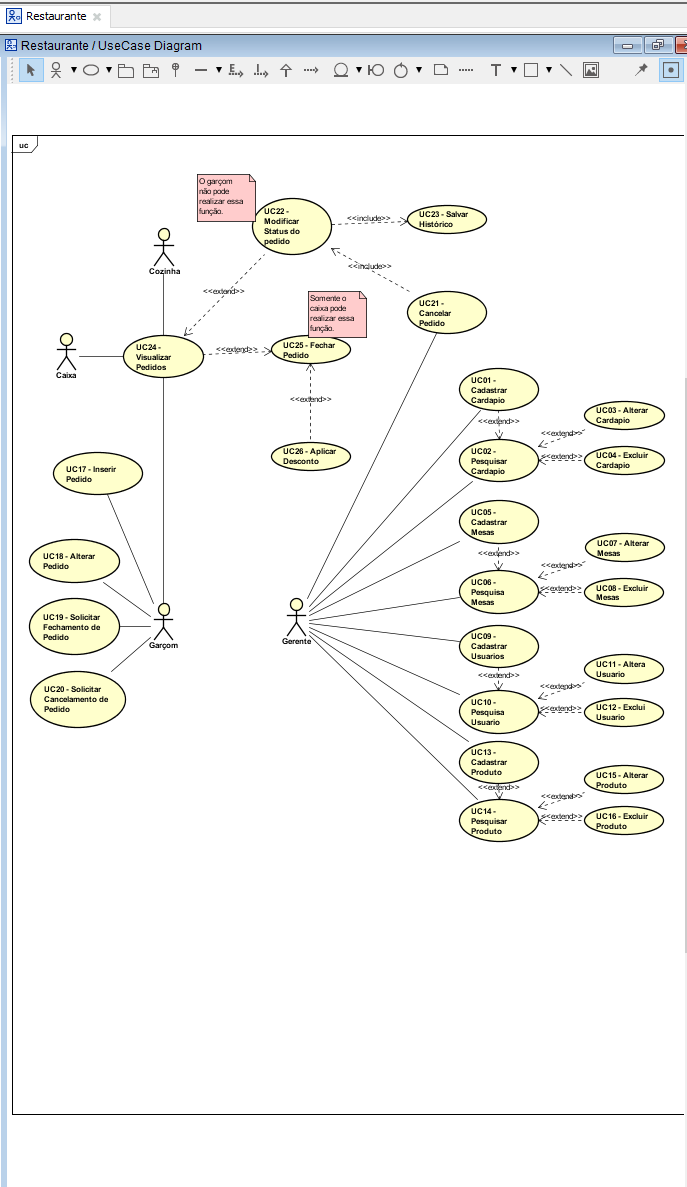 Restaurante
Restaurante / UseCase Diagram
T
uc
O garçom
não pode
realizar essa
função.
UC22 -
Modificar
Status do
pedido
<<include>>
UC23 - Salvar
Histórico
Cozinha
<<include>>
<<extend>>
Somente o
caixa pode
realizar essa
função.
UC21 -
Cancelar
Pedido
UC24 -
Visualizar
Pedidos
<<extend>>
UC25 - Fechar
Pedido
Caixa
<<extend>>
UC26 - Aplicar
Desconto
UC01 -
Cadastrar
Cardapio
<<extend>>
UC02 -
Pesquisar
Cardapio
<<extend>>
UC03 - Alterar
Cardapio
<<extend>>
UC04 - Excluir
Cardapio
UC17 - Inserir
Pedido
UC05 -
Cadastrar
Mesas
<<extend>>
UC06 -
Pesquisa
Mesas
<<extend>>
UC07 - Alterar
Mesas
<<extend>>
UC08 - Excluir
Mesas
UC18 - Alterar
Pedido
UC19 - Solicitar
Fechamento de
Pedido
Garçom
Gerente
UC20 - Solicitar
Cancelamento de
Pedido
UC09 -
Cadastrar
Usuarios
<<extend>>
UC10 -
Pesquisa
Usuario
<<extend>>
UC11 - Altera
Usuario
<<extend>>
UC12 - Exclui
Usuario
UC13 -
Cadastrar
Produto
<<extend>>
UC14 -
Pesquisar
Produto
<<extend>>
UC15 - Alterar
Produto
<<extend>>
UC16 - Excluir
Produto